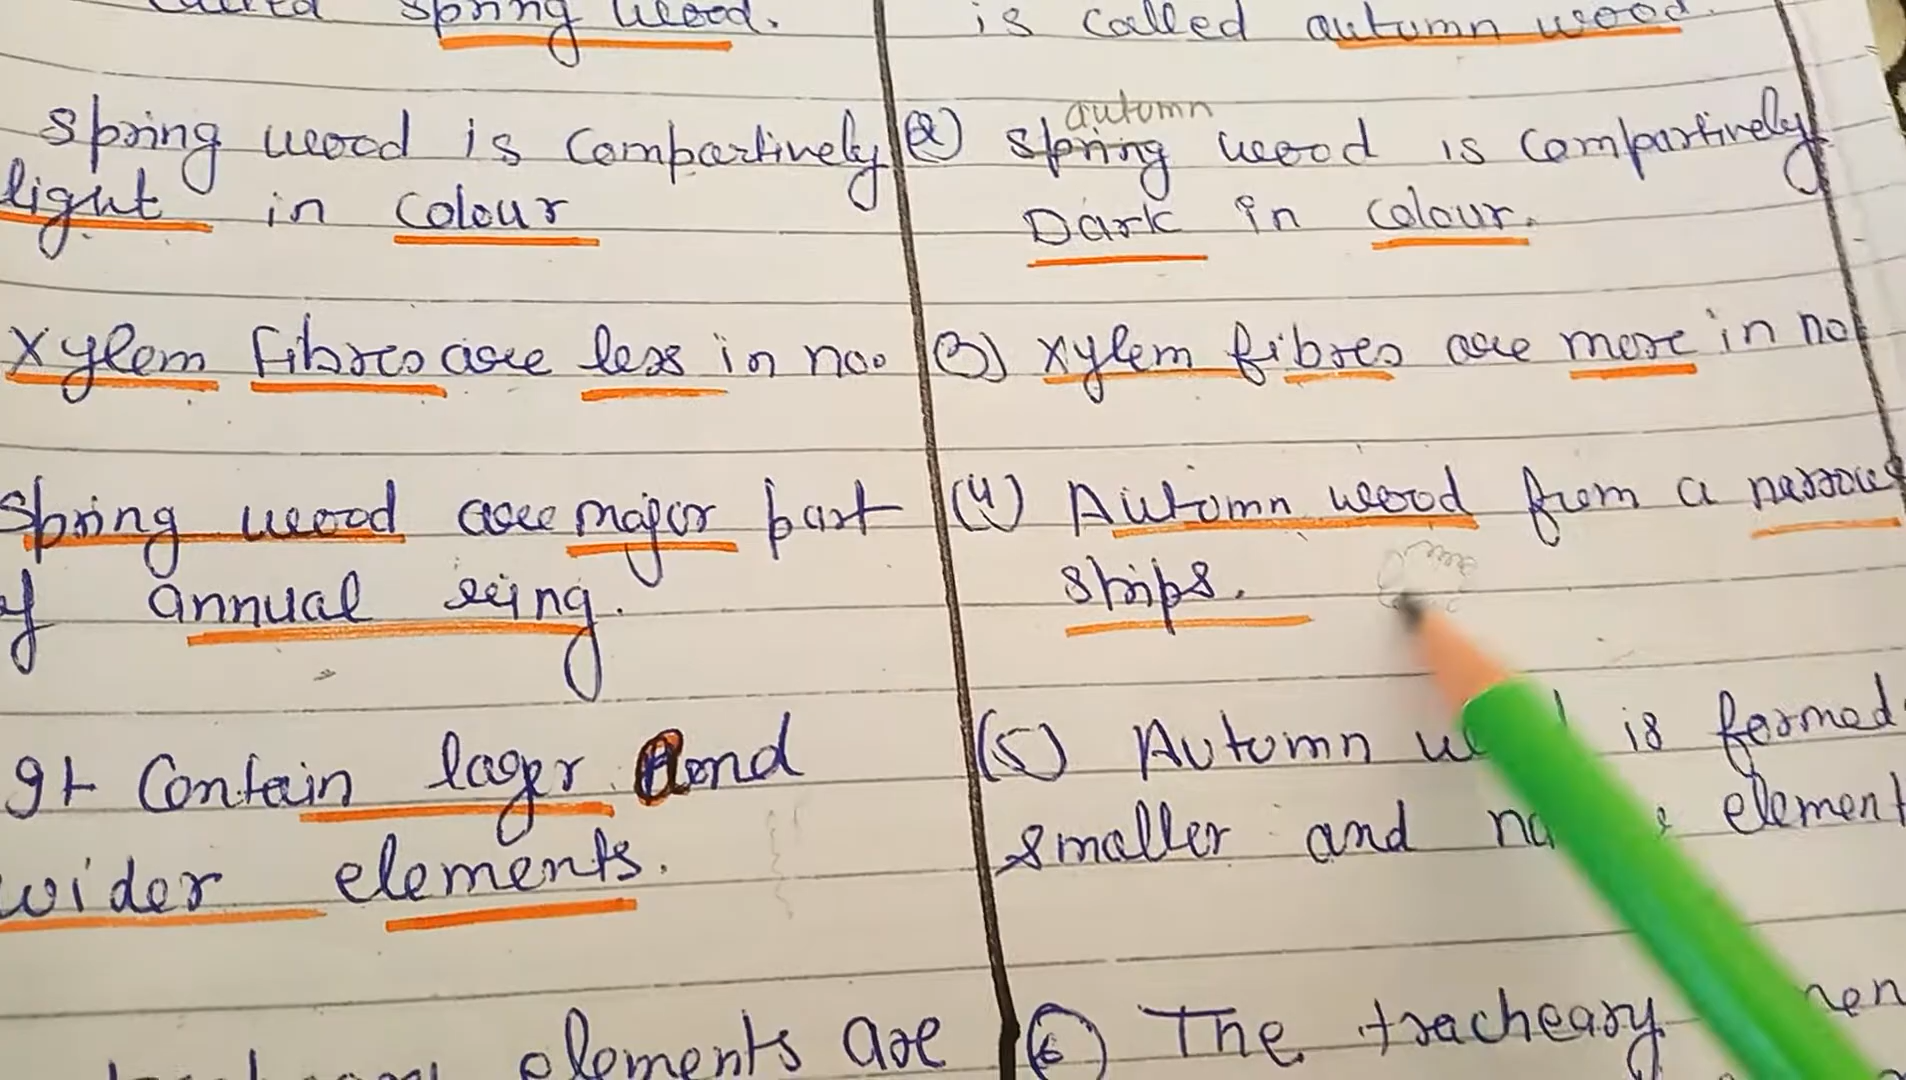 called spring wood.
spring wood is compartively
light in colour
xylem fibres are less in no.
spring wood are major part
of annual ring.
It contain lager and
wider elements.
elements are
is called autumn wood.
autumn
(2) spring wood is compartively
Dark in colour.
(3) xylem fibres are more in no
(4) Autumn wood from a narrow
strips.
(5) Autumn is formed
smaller and element
(6) The tracheary